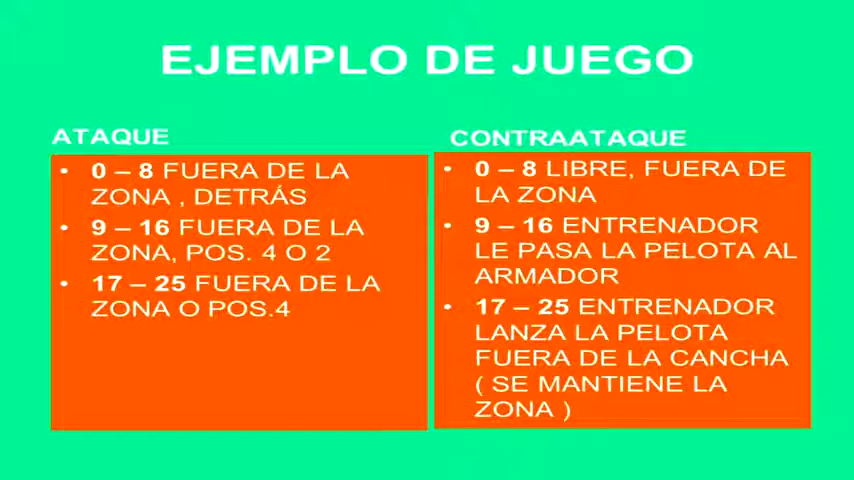 EJEMPLO DE JUEGO
ATAQUE
• 0 – 8 FUERA DE LA
ZONA , DETRÁS
• 9 – 16 FUERA DE LA
ZONA, POS. 4 O 2
• 17 – 25 FUERA DE LA
ZONA O POS.4
CONTRAATAQUE
• 0 – 8 LIBRE, FUERA DE
LA ZONA
• 9 – 16 ENTRENADOR
LE PASA LA PELOTA AL
ARMADOR
• 17 – 25 ENTRENADOR
LANZA LA PELOTA
FUERA DE LA CANCHA
( SE MANTIENE LA
ZONA )